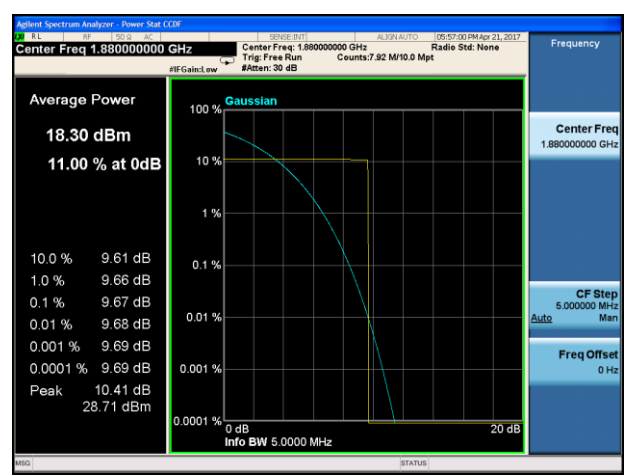 Agilent Spectrum Analyzer - Power Stat CCDF
RL RF 50 Ω AC SENSE:INT ALIGN AUTO 05:57:00 PM Apr 21, 2017
Center Freq 1.880000000 GHz
Center Freq: 1.880000000 GHz Radio Std: None
Trig: Free Run Counts:7.92 M/10.0 Mpt
#IFGain:Low #Atten: 30 dB
Frequency
Average Power
18.30 dBm
11.00 % at 0dB
10.0 % 9.61 dB
1.0 % 9.66 dB
0.1 % 9.67 dB
0.01 % 9.68 dB
0.001 % 9.69 dB
0.0001 % 9.69 dB
Peak 10.41 dB
28.71 dBm
100 % Gaussian
10 %
1 %
0.1 %
0.01 %
0.001 %
0.0001 %
0 dB 20 dB
Info BW 5.0000 MHz
Center Freq
1.880000000 GHz
CF Step
5.000000 MHz
Auto Man
Freq Offset
0 Hz
MSG STATUS